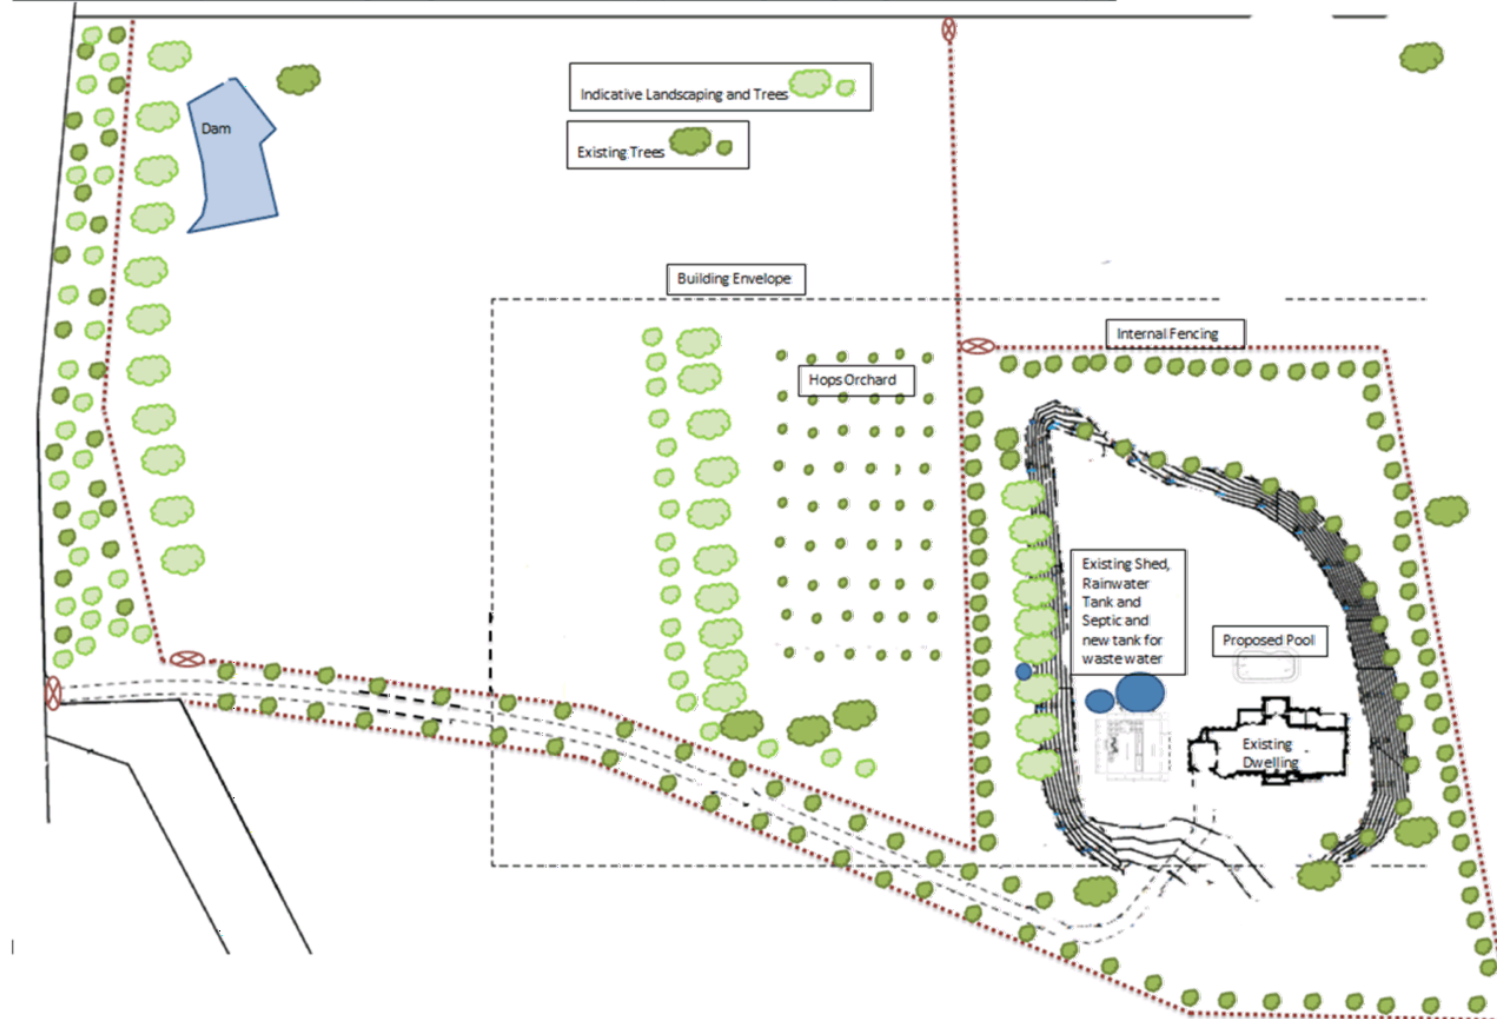 Indicative Landscaping and Trees
Existing Trees
Dam
Building Envelope
Internal Fencing
Hops Orchard
Existing Shed,
Rainwater
Tank and
Septic and
new tank for
waste water
Proposed Pool
Existing
Dwelling